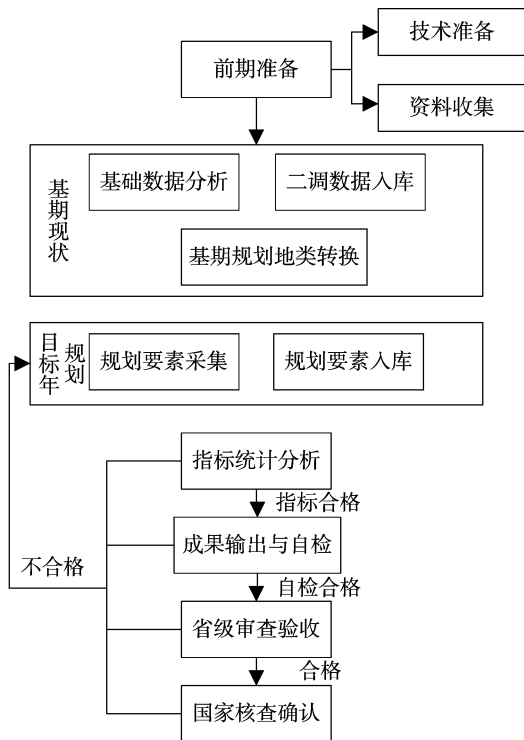 技术准备
前期准备
资料收集
基期现状
基础数据分析
二调数据入库
基期规划地类转换
目标年
规划
规划要素采集
规划要素入库
指标统计分析
指标合格
成果输出与自检
不合格
自检合格
省级审查验收
合格
国家核查确认